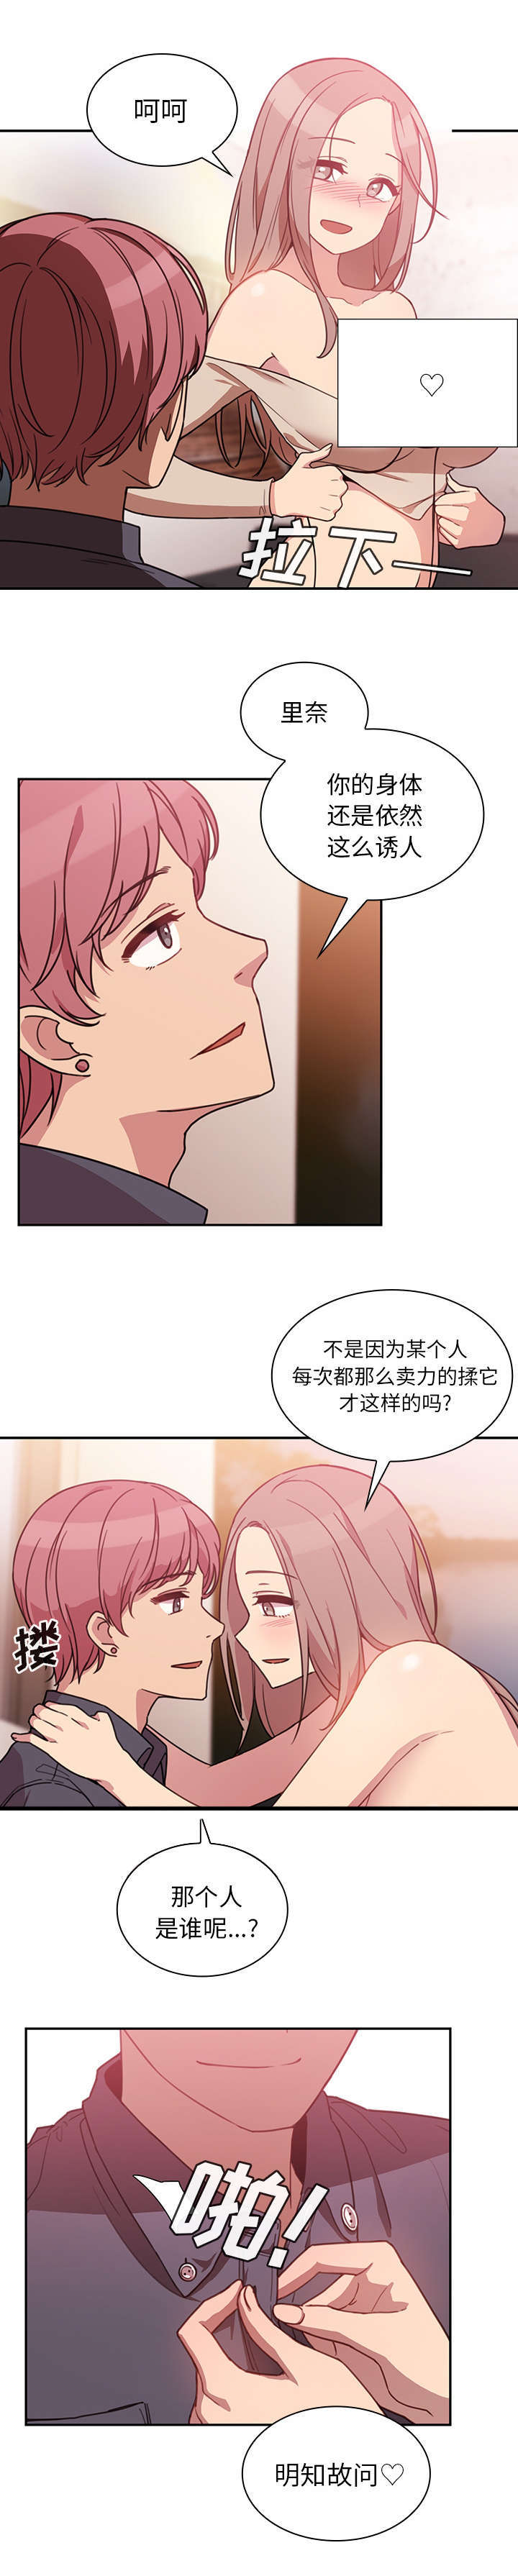 呵呵
♡
拉下一
里奈
你的身体
还是依然
这么诱人
不是因为某个人
每次都那么卖力的揉它
才这样的吗?
搂
那个人
是谁呢...?
啪!
明知故问♡